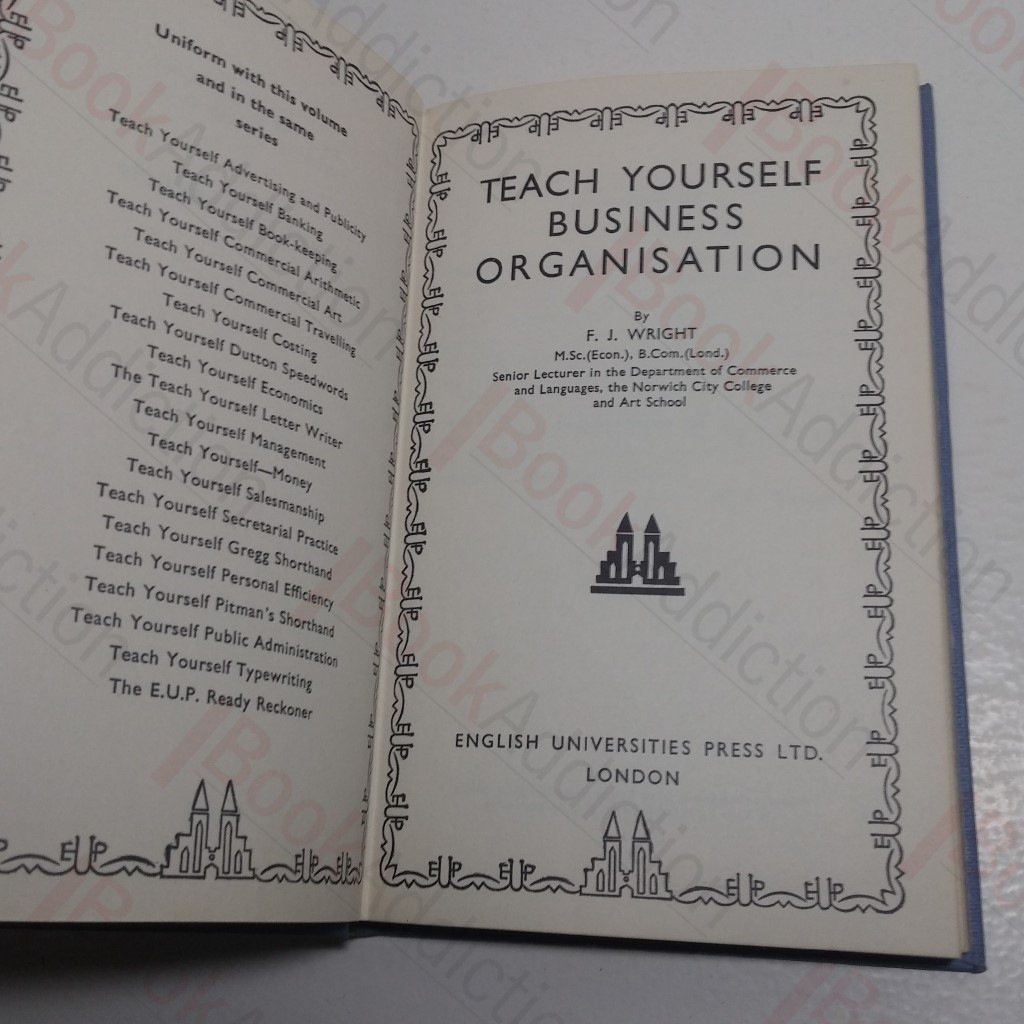 Uniform with this volume
and in the same
series
Teach Yourself Advertising and Publicity
Teach Yourself Banking
Teach Yourself Book-keeping
Teach Yourself Commercial Arithmetic
Teach Yourself Commercial Art
Teach Yourself Commercial Travelling
Teach Yourself Costing
Teach Yourself Dutton Speedwords
Teach Yourself Economics
The Teach Yourself Letter Writer
Teach Yourself Management
Teach Yourself—Money
Teach Yourself Salesmanship
Teach Yourself Secretarial Practice
Teach Yourself Gregg Shorthand
Teach Yourself Personal Efficiency
Teach Yourself Pitman's Shorthand
Teach Yourself Public Administration
Teach Yourself Typewriting
The E.U.P. Ready Reckoner
TEACH YOURSELF
BUSINESS
ORGANISATION
By
F. J. WRIGHT
M.Sc.(Econ.), B.Com.(Lond.)
Senior Lecturer in the Department of Commerce
and Languages, the Norwich City College
and Art School
ENGLISH UNIVERSITIES PRESS LTD.
LONDON
BookAddiction